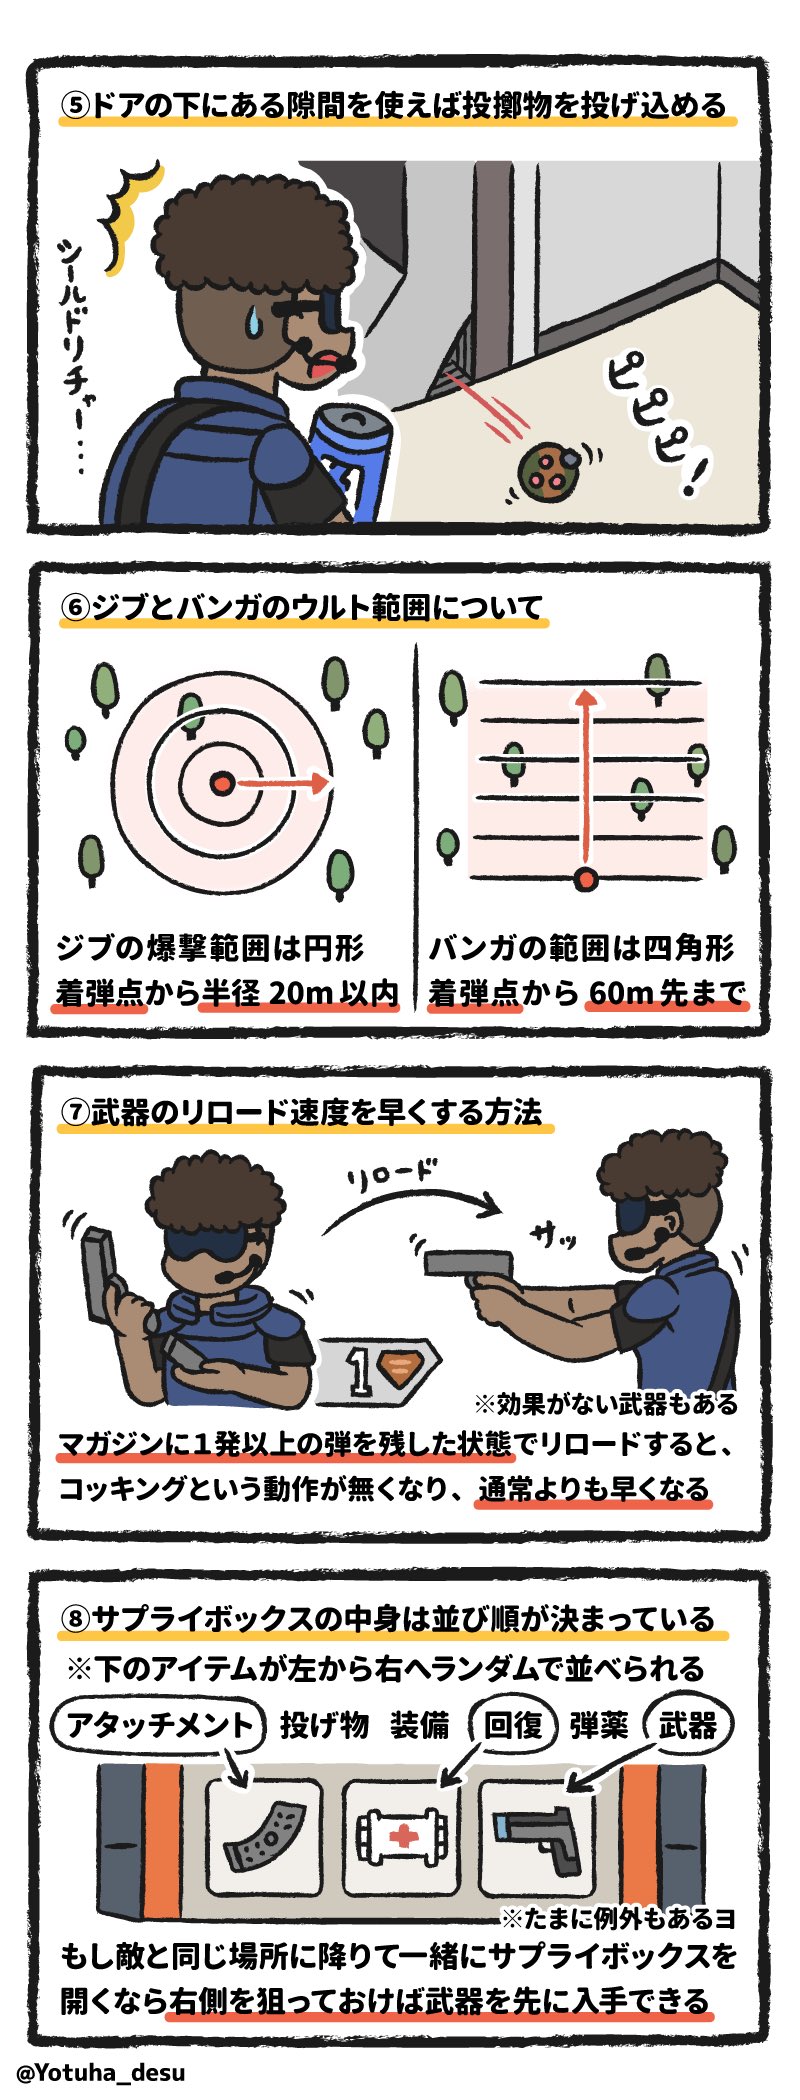 ⑤ドアの下にある隙間を使えば投擲物を投げ込める
シールドリチャー...
ピピピ!
⑥ジブとバンガのウルト範囲について
ジブの爆撃範囲は円形
着弾点から半径20m以内
バンガの範囲は四角形
着弾点から60m先まで
⑦武器のリロード速度を早くする方法
リロード
サッ
1
※効果がない武器もある
マガジンに1発以上の弾を残した状態でリロードすると、
コッキングという動作が無くなり、通常よりも早くなる
⑧サプライボックスの中身は並び順が決まっている
※下のアイテムが左から右へランダムで並べられる
アタッチメント 投げ物 装備 回復 弾薬 武器
※たまに例外もあるヨ
もし敵と同じ場所に降りて一緒にサプライボックスを
開くなら右側を狙っておけば武器を先に入手できる
@Yotuha_desu